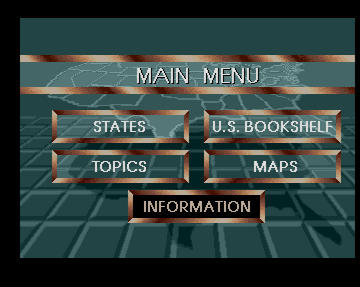 MAIN MENU
STATES
U.S. BOOKSHELF
TOPICS
MAPS
INFORMATION